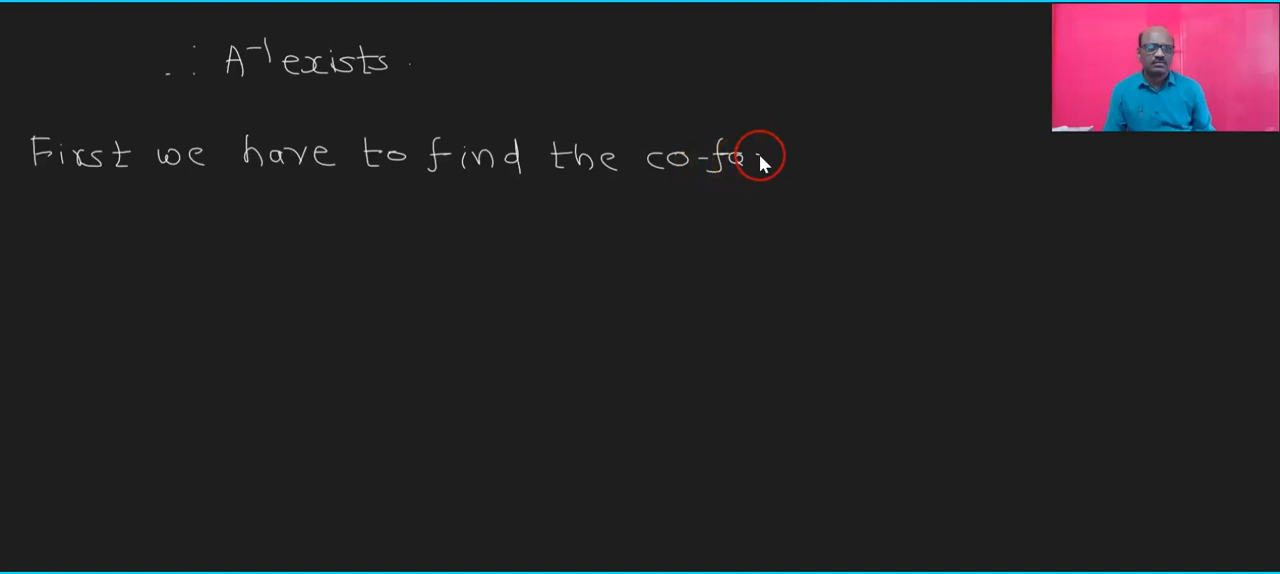 ∴ A⁻¹ exists.
First we have to find the co-fa